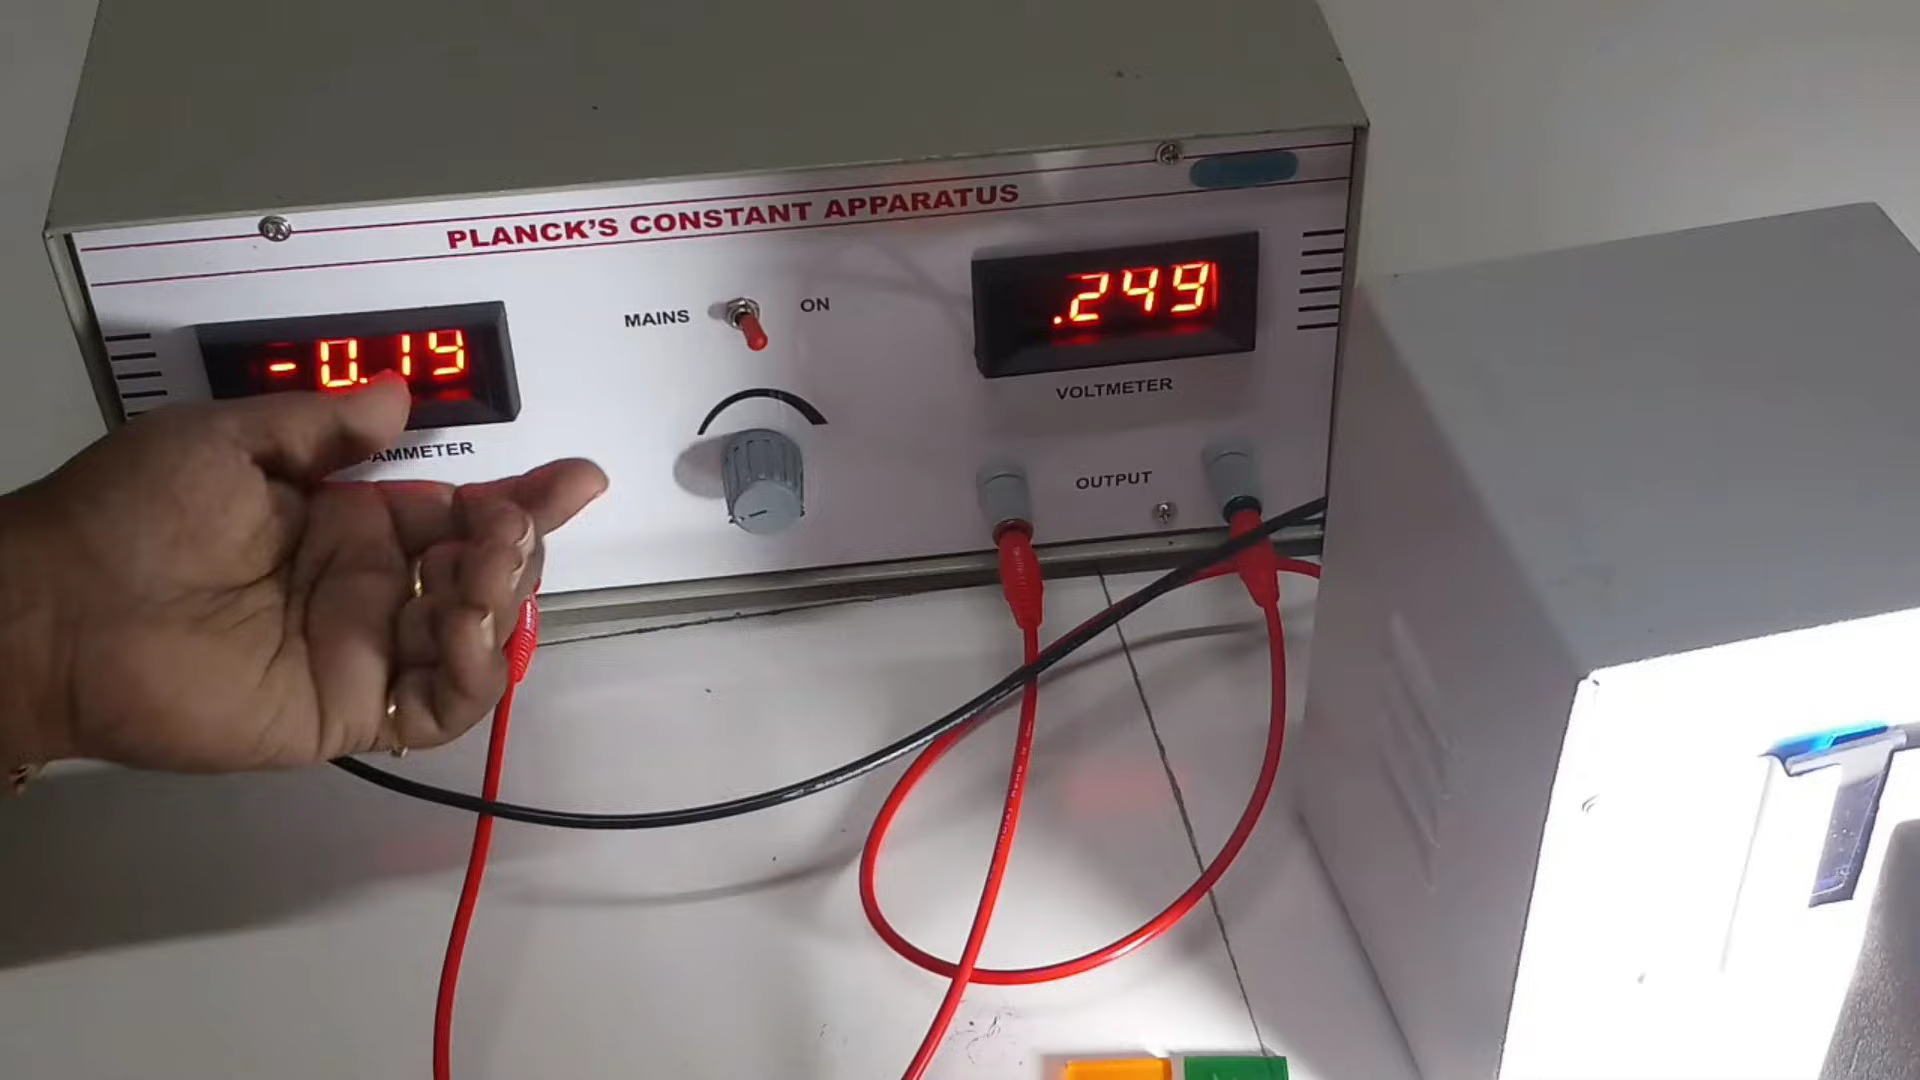 PLANCK'S CONSTANT APPARATUS
MAINS
ON
-0.19
.249
AMMETER
VOLTMETER
OUTPUT